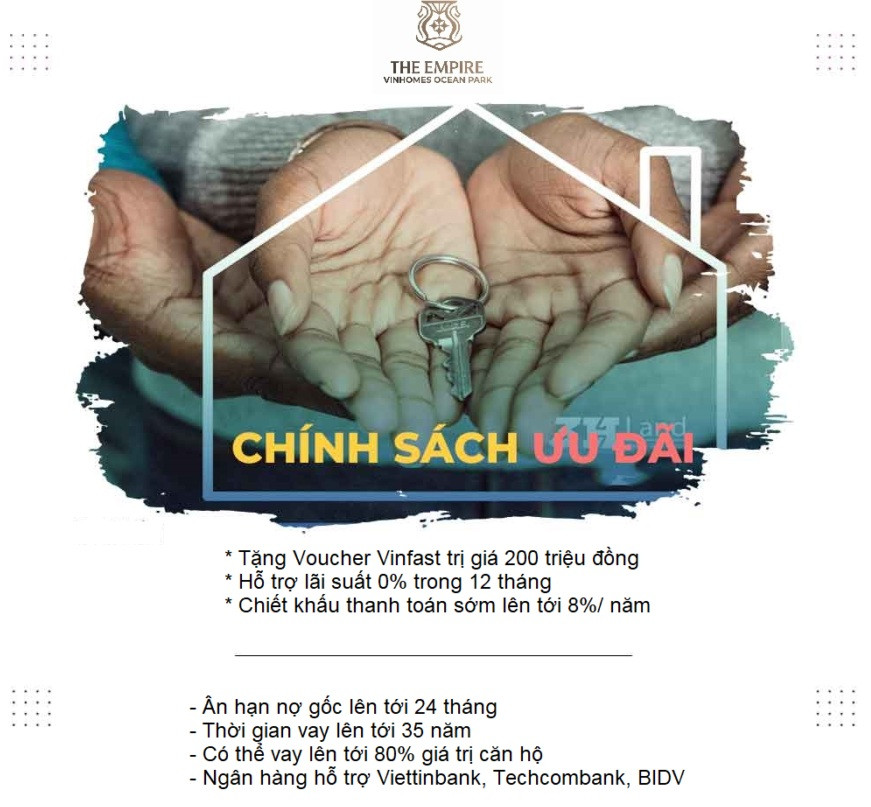 THE EMPIRE
VINHOMES OCEAN PARK
Land
CHÍNH SÁCH ƯU ĐÃI
* Tặng Voucher Vinfast trị giá 200 triệu đồng
* Hỗ trợ lãi suất 0% trong 12 tháng
* Chiết khấu thanh toán sớm lên tới 8%/ năm
- Ân hạn nợ gốc lên tới 24 tháng
- Thời gian vay lên tới 35 năm
- Có thể vay lên tới 80% giá trị căn hộ
- Ngân hàng hỗ trợ Viettinbank, Techcombank, BIDV